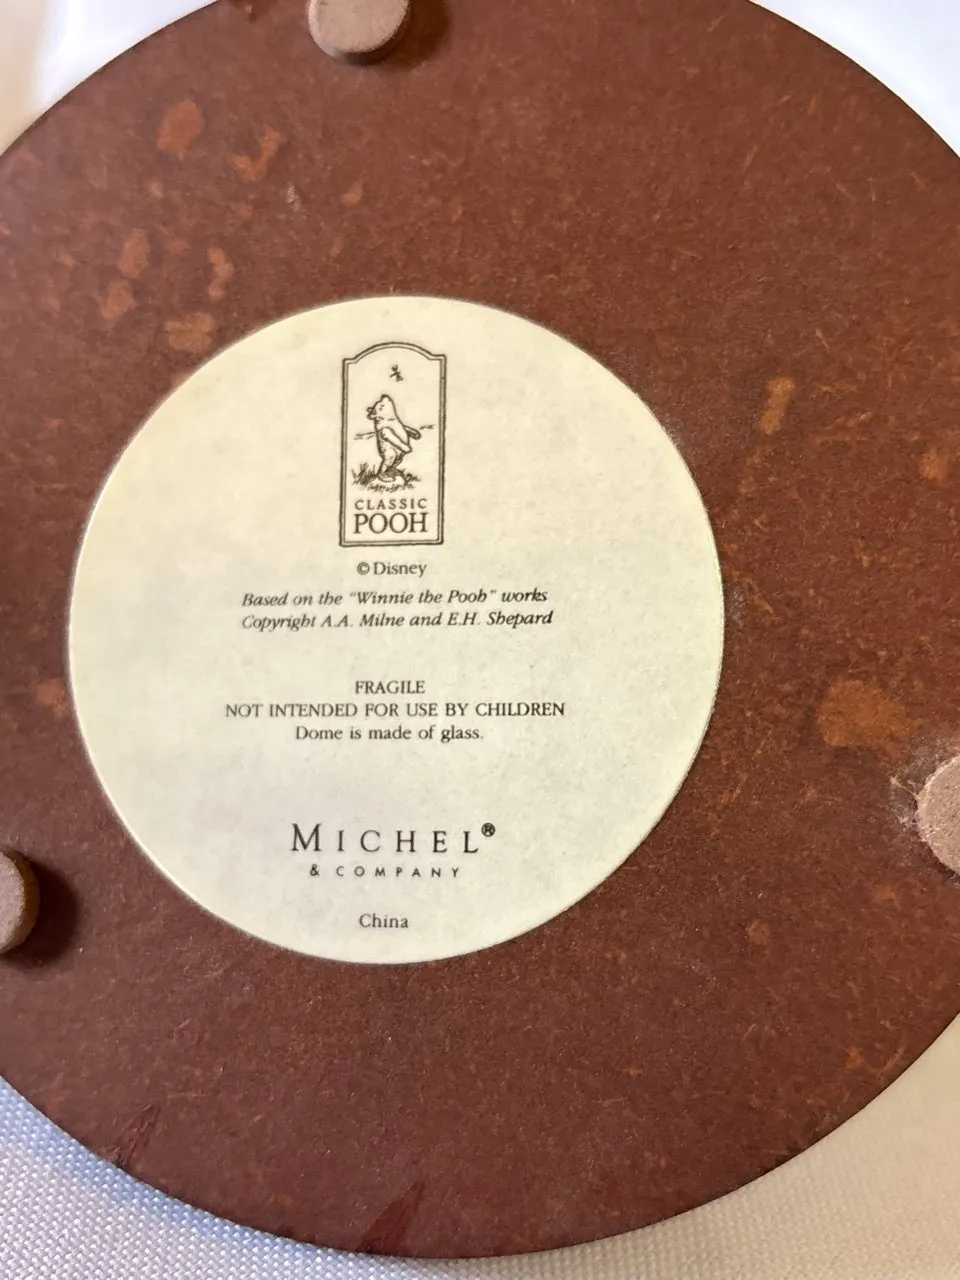 CLASSIC
POOH
© Disney
Based on the "Winnie the Pooh" works
Copyright A.A. Milne and E.H. Shepard
FRAGILE
NOT INTENDED FOR USE BY CHILDREN
Dome is made of glass.
MICHEL®
& COMPANY
China